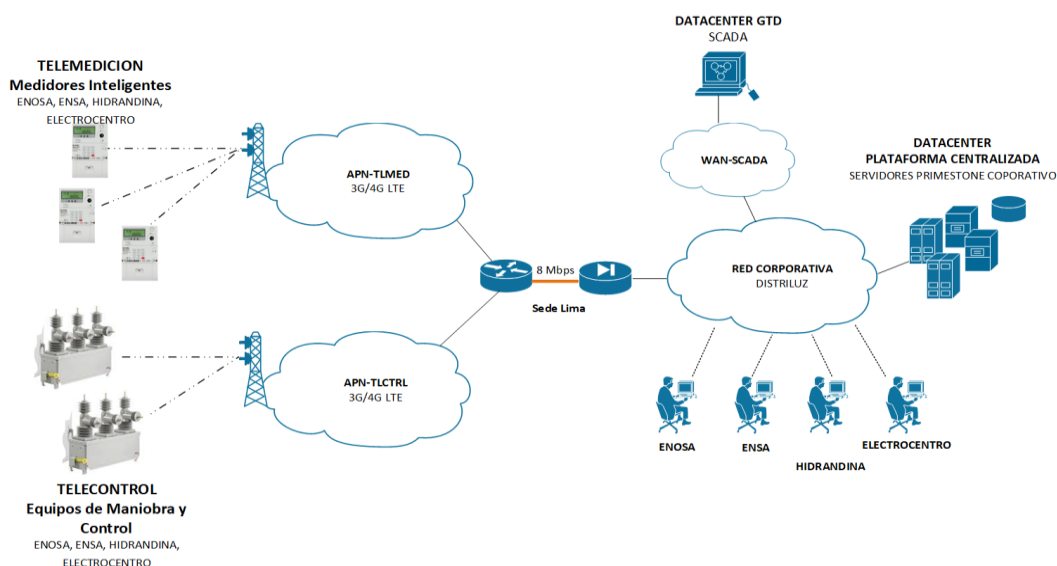 DATACENTER GTD
SCADA
TELEMEDICION
Medidores Inteligentes
ENOSA, ENSA, HIDRANDINA,
ELECTROCENTRO
APN-TLMED
3G/4G LTE
WAN-SCADA
DATACENTER
PLATAFORMA CENTRALIZADA
SERVIDORES PRIMESTONE COPORATIVO
8 Mbps
Sede Lima
RED CORPORATIVA
DISTRILUZ
APN-TLCTRL
3G/4G LTE
ENOSA
ENSA
HIDRANDINA
ELECTROCENTRO
TELECONTROL
Equipos de Maniobra y
Control
ENOSA, ENSA, HIDRANDINA,
ELECTROCENTRO